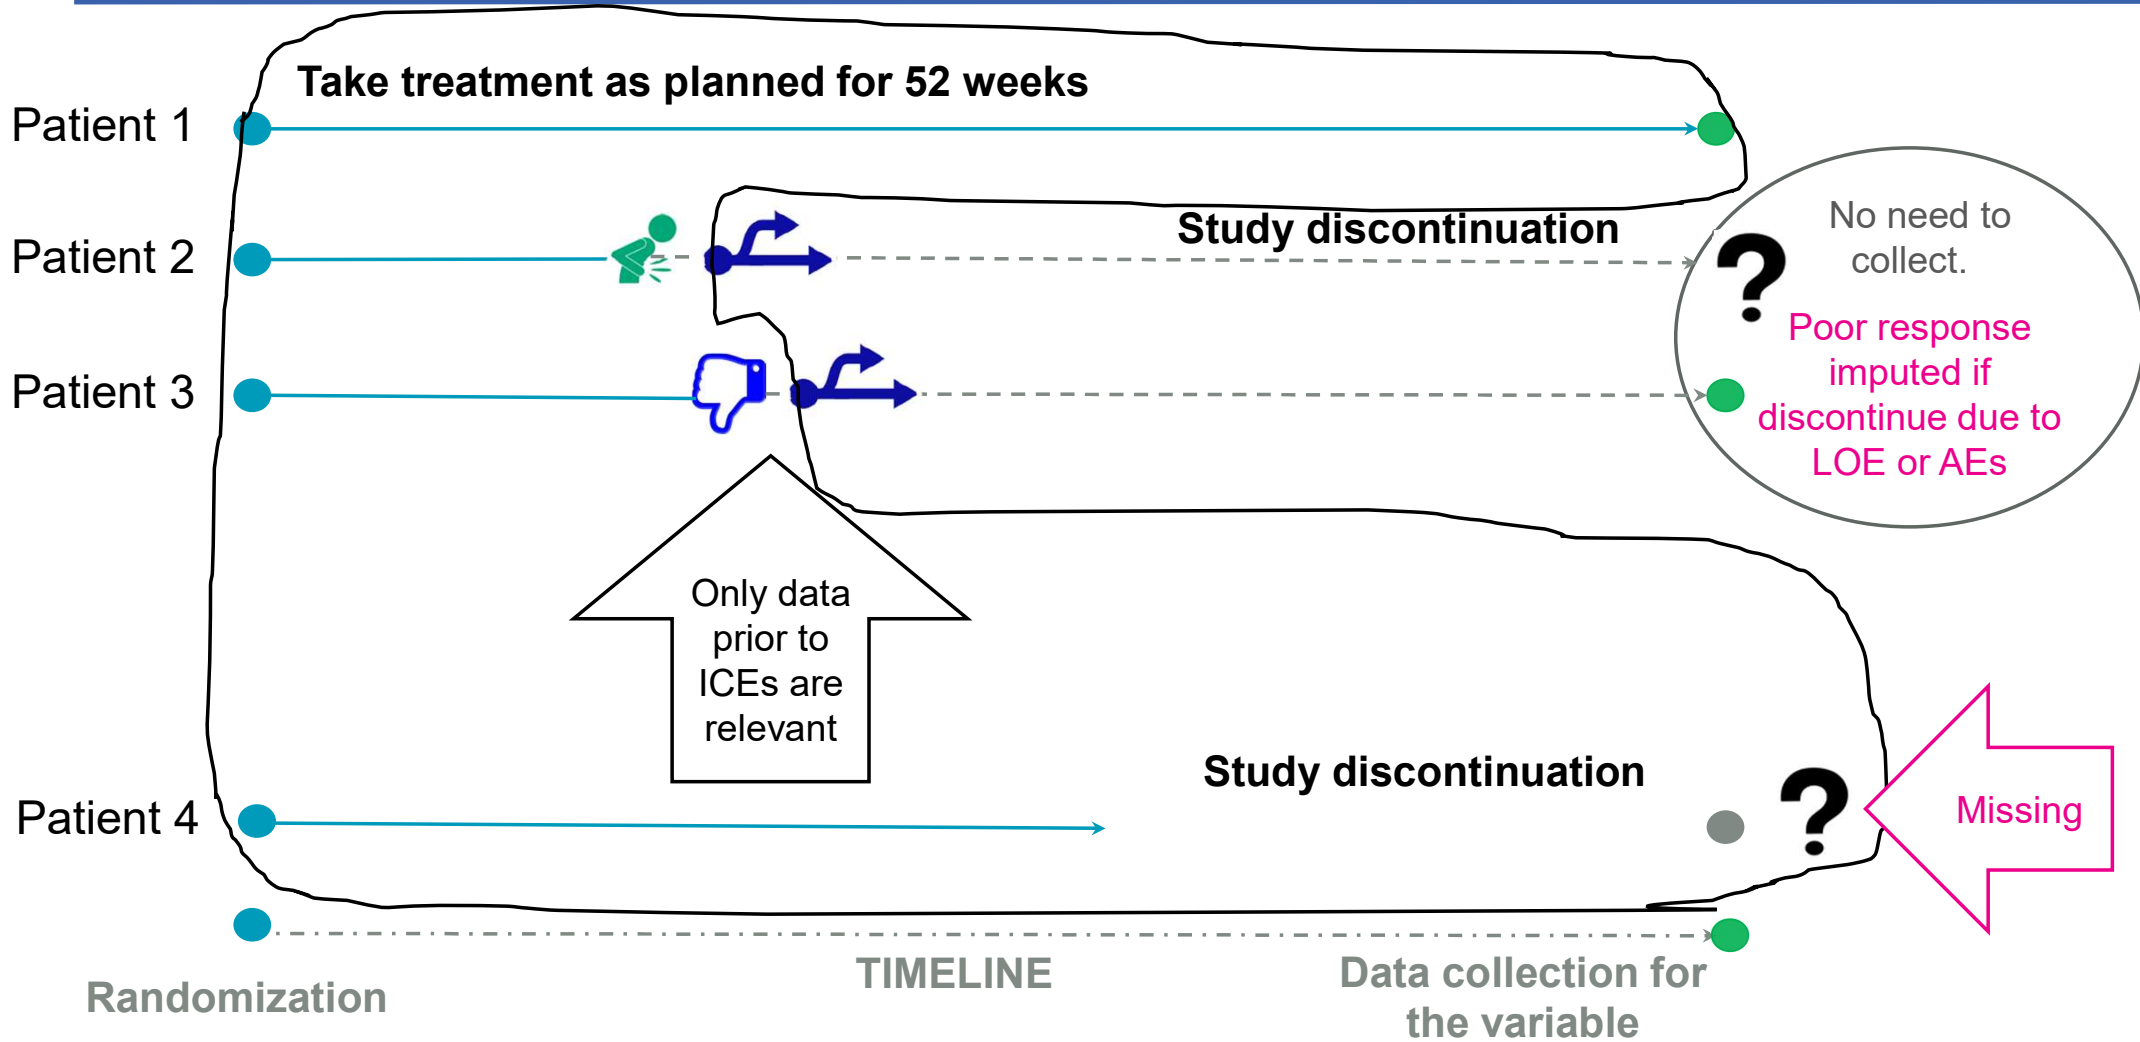 Take treatment as planned for 52 weeks
Patient 1
Patient 2
Study discontinuation
?
No need to
collect.
Poor response
imputed if
discontinue due to
LOE or AEs
Patient 3
Only data
prior to
ICEs are
relevant
Study discontinuation
Patient 4
?
Missing
TIMELINE
Randomization
Data collection for
the variable